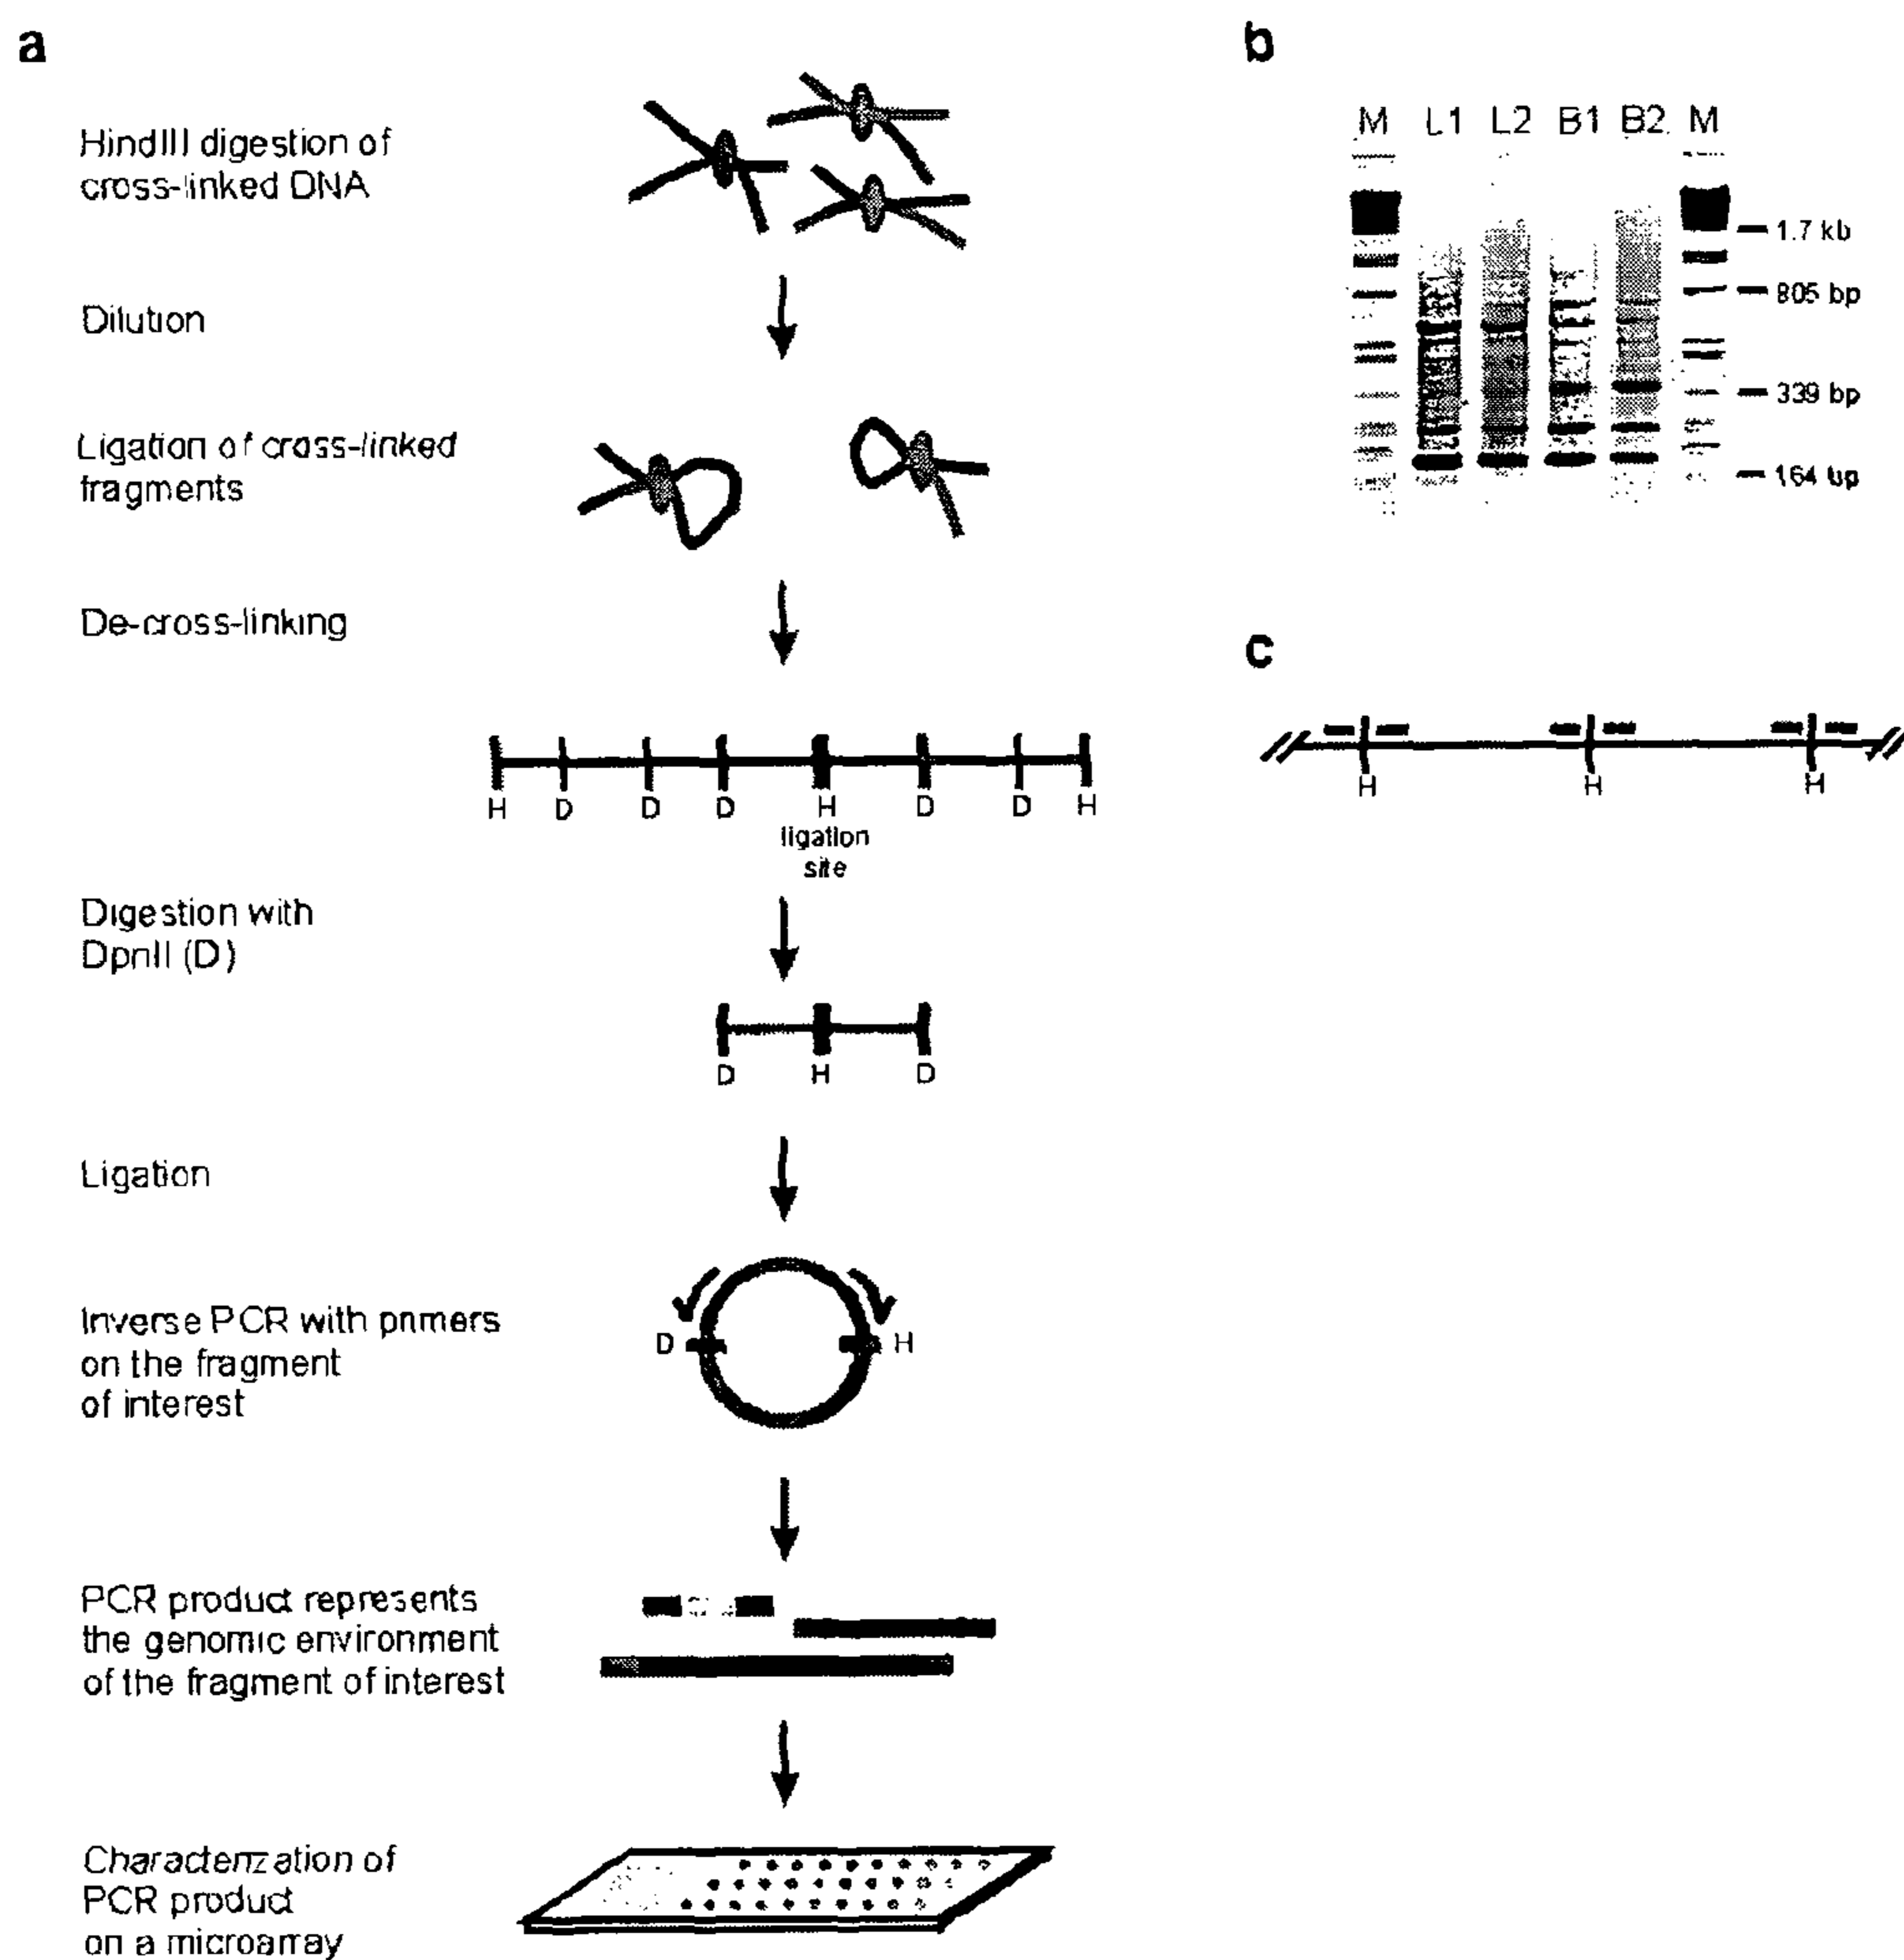 a
HindIII digestion of
cross-linked DNA
Dilution
Ligation of cross-linked
fragments
De-cross-linking
H D D D H D D H
ligation
site
Digestion with
DpnII (D)
D H D
Ligation
Inverse PCR with primers
on the fragment
of interest
D H
PCR product represents
the genomic environment
of the fragment of interest
Characterization of
PCR product
on a microarray
b
M L1 L2 B1 B2 M
1.7 kb
805 bp
339 bp
164 bp
c
H H H